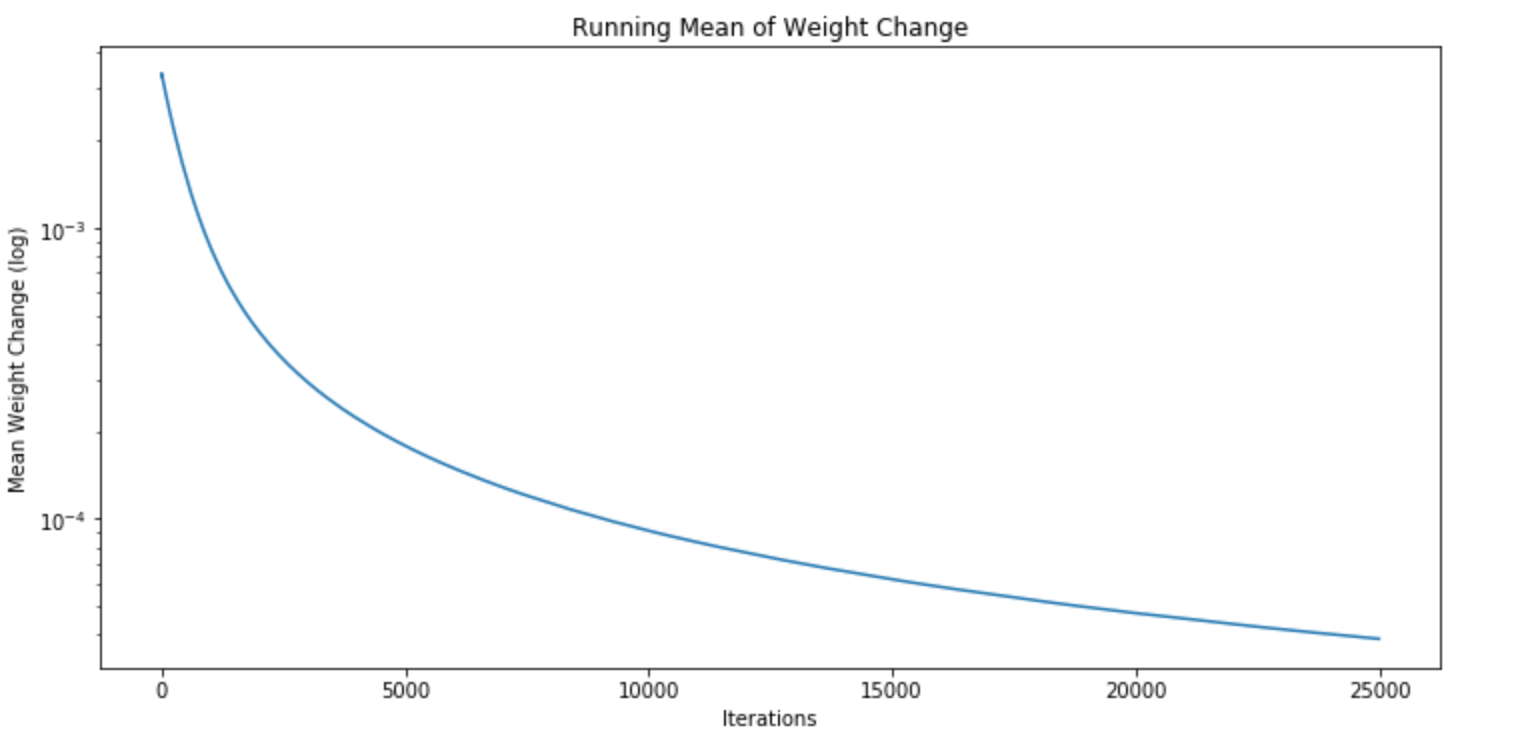 Running Mean of Weight Change
Mean Weight Change (log)
10⁻³
10⁻⁴
0 5000 10000 15000 20000 25000
Iterations